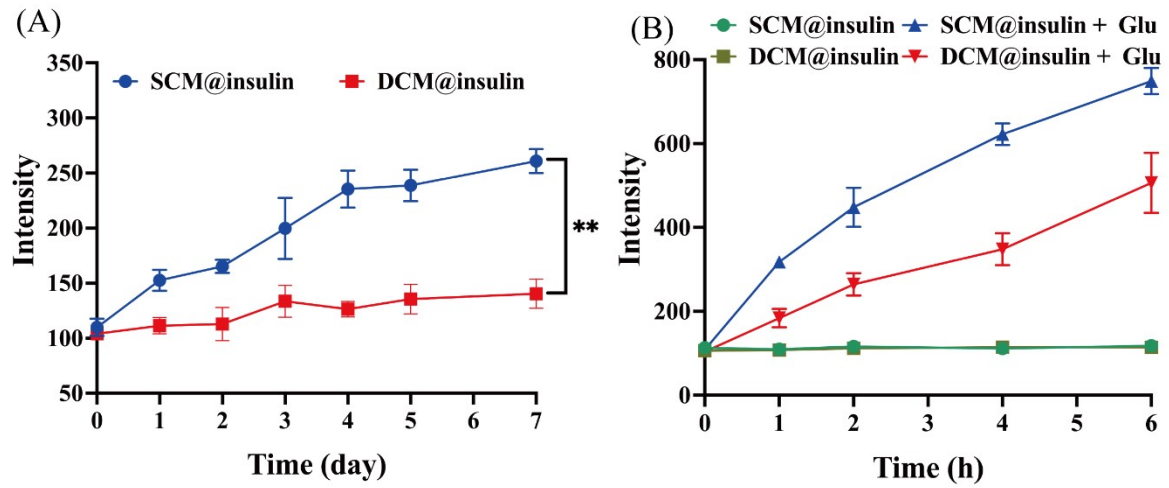 (A)
350
300
250
200
150
100
50
Intensity
SCM@insulin DCM@insulin
**
0 1 2 3 4 5 6 7
Time (day)
(B)
SCM@insulin SCM@insulin + Glu
DCM@insulin DCM@insulin + Glu
800
600
400
200
0
Intensity
0 1 2 3 4 5 6
Time (h)